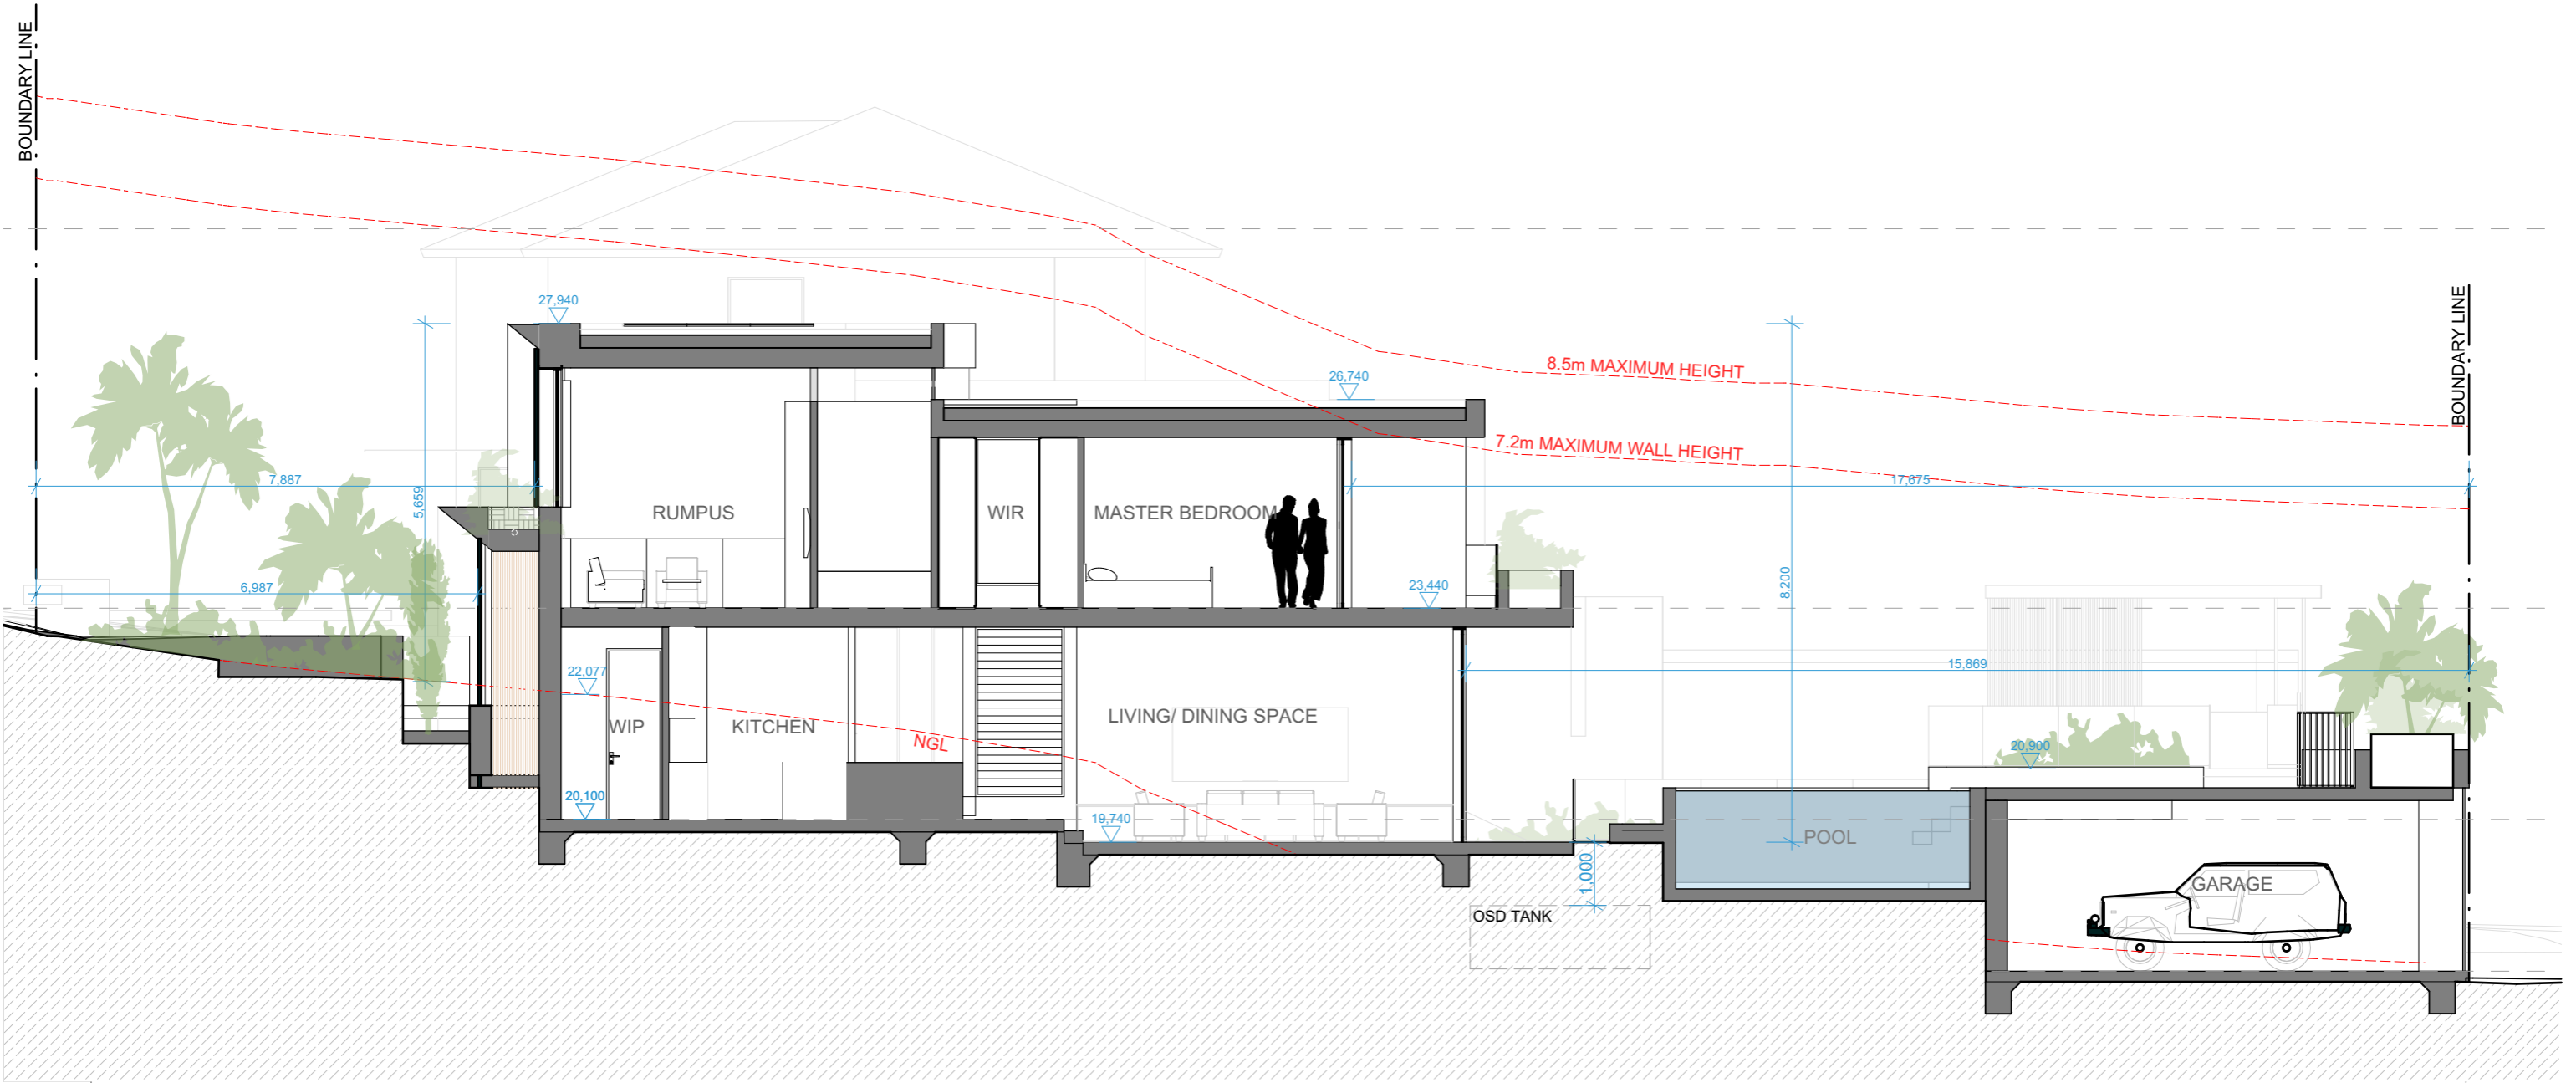 BOUNDARY LINE
27,940
8.5m MAXIMUM HEIGHT
26,740
BOUNDARY LINE
7.2m MAXIMUM WALL HEIGHT
7,887
5,659
17,675
RUMPUS
WIR
MASTER BEDROOM
6,987
23,440
8,200
22,077
15,869
WIP
KITCHEN
NGL
LIVING/ DINING SPACE
20,900
20,100
19,740
POOL
1,000
GARAGE
OSD TANK